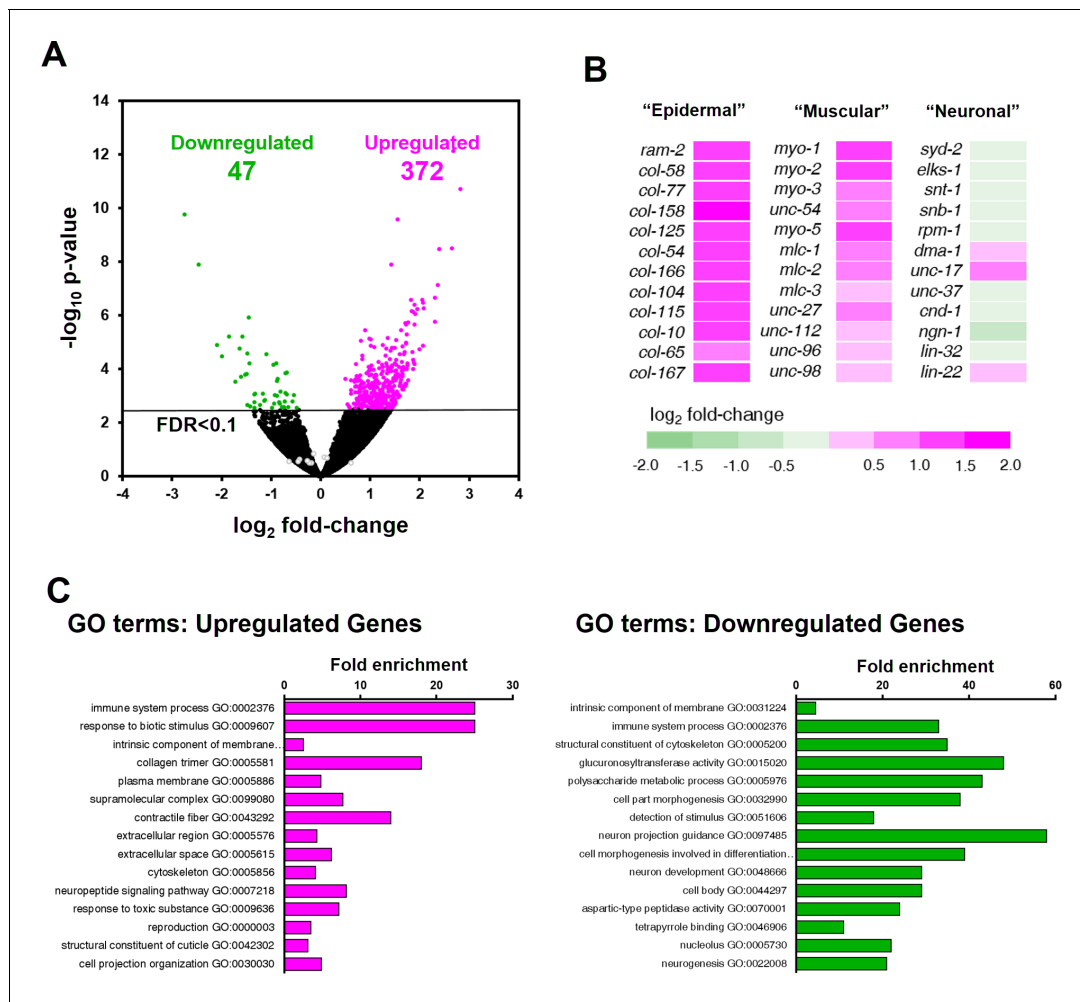 A
14
12
10
8
6
4
2
0
-4
-3
-2
-1
0
1
2
3
4
-log10 p-value
log2 fold-change
Downregulated
47
Upregulated
372
FDR<0.1
B
“Epidermal”
“Muscular”
“Neuronal”
ram-2
col-58
col-77
col-158
col-125
col-54
col-166
col-104
col-115
col-10
col-65
col-167
myo-1
myo-2
myo-3
unc-54
myo-5
mlc-1
mlc-2
mlc-3
unc-27
unc-112
unc-96
unc-98
syd-2
elks-1
snt-1
snb-1
rpm-1
dma-1
unc-17
unc-37
cnd-1
ngn-1
lin-32
lin-22
log2 fold-change
-2.0 -1.5 -1.0 -0.5 0.5 1.0 1.5 2.0
C
GO terms: Upregulated Genes
Fold enrichment
0 10 20 30
immune system process GO:0002376
response to biotic stimulus GO:0009607
intrinsic component of membrane…
collagen trimer GO:0005581
plasma membrane GO:0005886
supramolecular complex GO:0099080
contractile fiber GO:0043292
extracellular region GO:0005576
extracellular space GO:0005615
cytoskeleton GO:0005856
neuropeptide signaling pathway GO:0007218
response to toxic substance GO:0009636
reproduction GO:0000003
structural constituent of cuticle GO:0042302
cell projection organization GO:0030030
GO terms: Downregulated Genes
Fold enrichment
0 20 40 60
intrinsic component of membrane GO:0031224
immune system process GO:0002376
structural constituent of cytoskeleton GO:0005200
glucuronosyltransferase activity GO:0015020
polysaccharide metabolic process GO:0005976
cell part morphogenesis GO:0032990
detection of stimulus GO:0051606
neuron projection guidance GO:0097485
cell morphogenesis involved in differentiation…
neuron development GO:0048666
cell body GO:0044297
aspartic-type peptidase activity GO:0070001
tetrapyrrole binding GO:0046906
nucleolus GO:0005730
neurogenesis GO:0022008